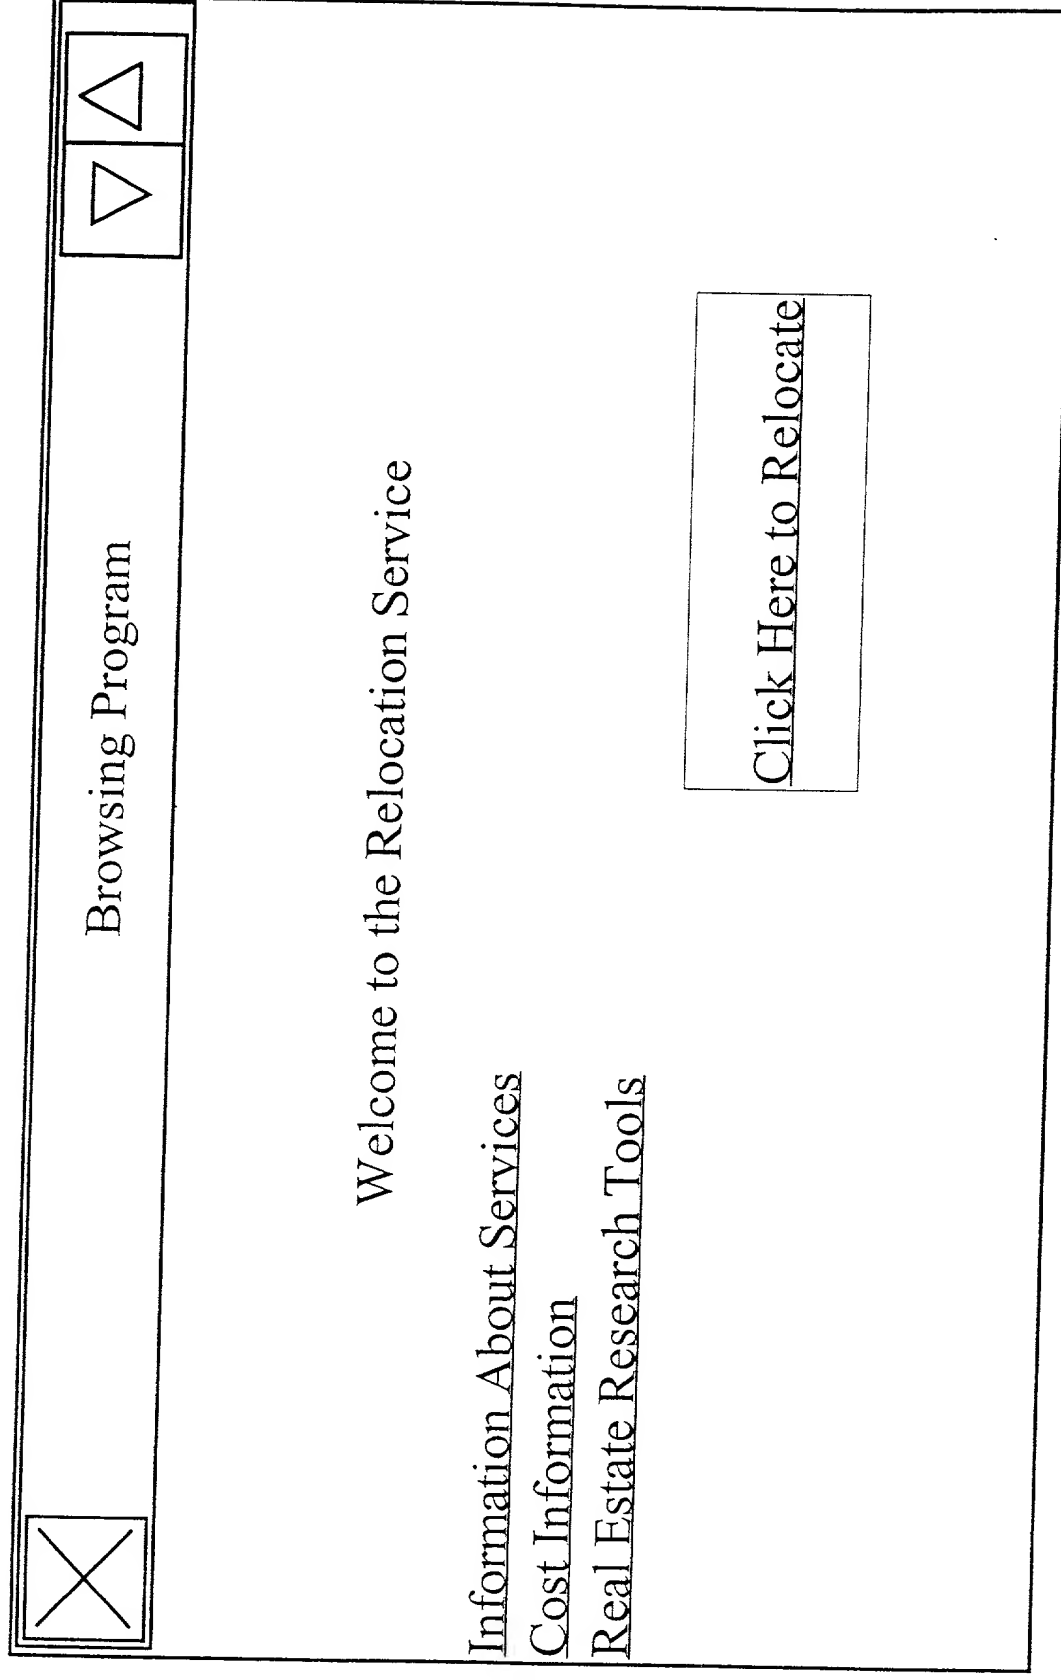 Browsing Program
Welcome to the Relocation Service
Information About Services
Cost Information
Real Estate Research Tools
Click Here to Relocate